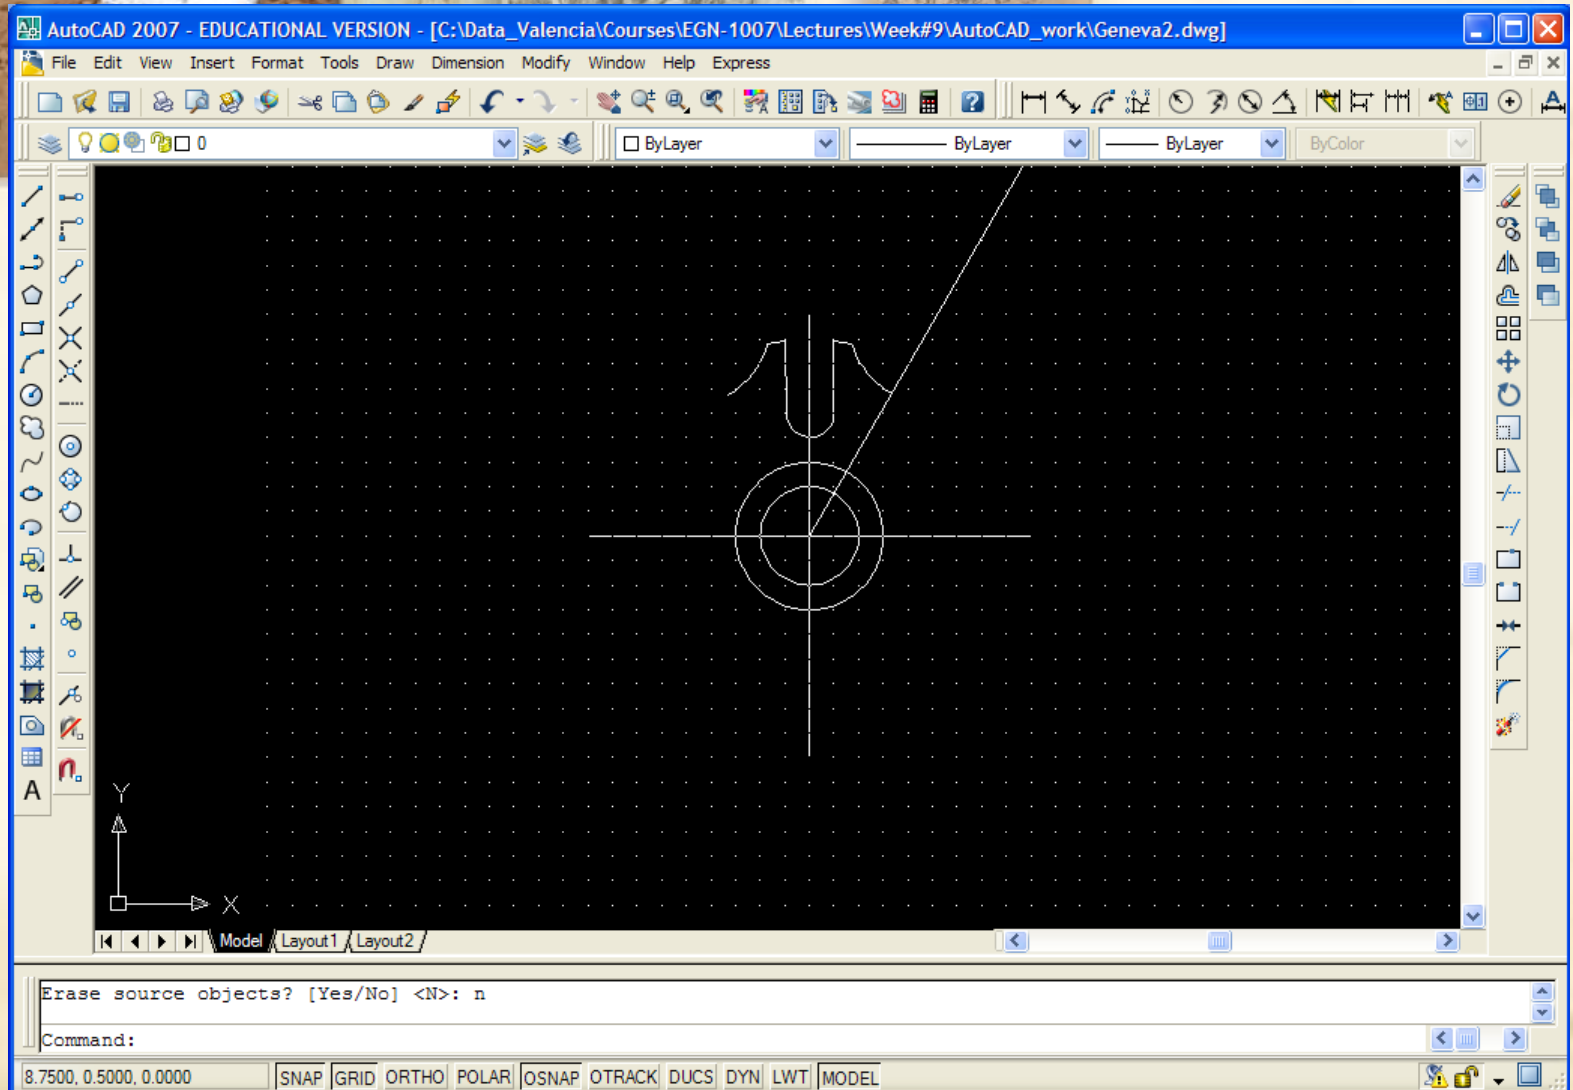 AutoCAD 2007 - EDUCATIONAL VERSION - [C:\Data_Valencia\Courses\EGN-1007\Lectures\Week#9\AutoCAD_work\Geneva2.dwg]
File Edit View Insert Format Tools Draw Dimension Modify Window Help Express
0 ByLayer ByLayer ByLayer ByColor
A
Y
X
Model Layout1 Layout2
Erase source objects? [Yes/No] <N>: n
Command:
8.7500, 0.5000, 0.0000 SNAP GRID ORTHO POLAR OSNAP OTRACK DUCS DYN LWT MODEL